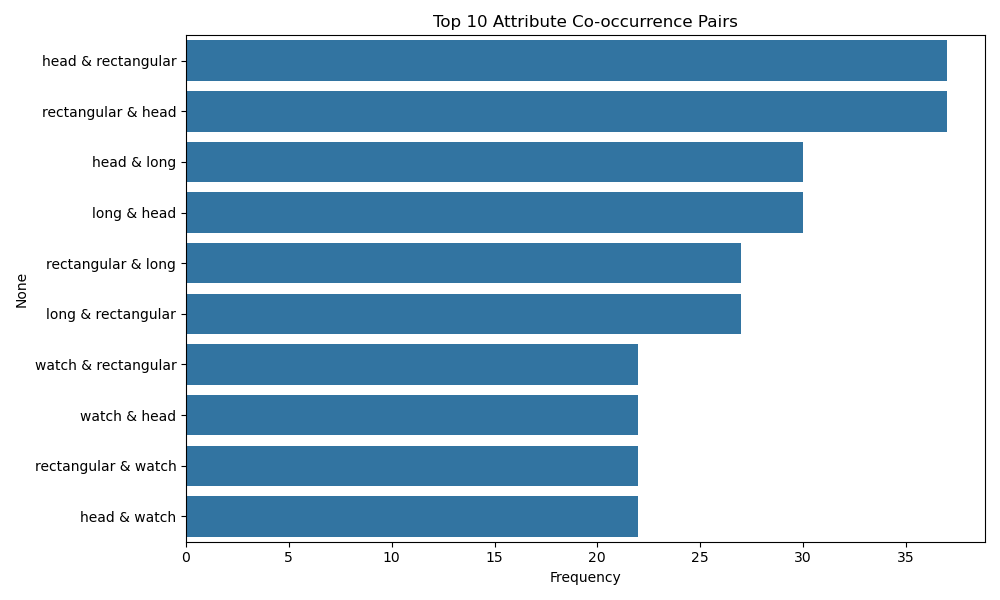 Top 10 Attribute Co-occurrence Pairs
head & rectangular
rectangular & head
head & long
long & head
rectangular & long
long & rectangular
watch & rectangular
watch & head
rectangular & watch
head & watch
None
0 5 10 15 20 25 30 35
Frequency